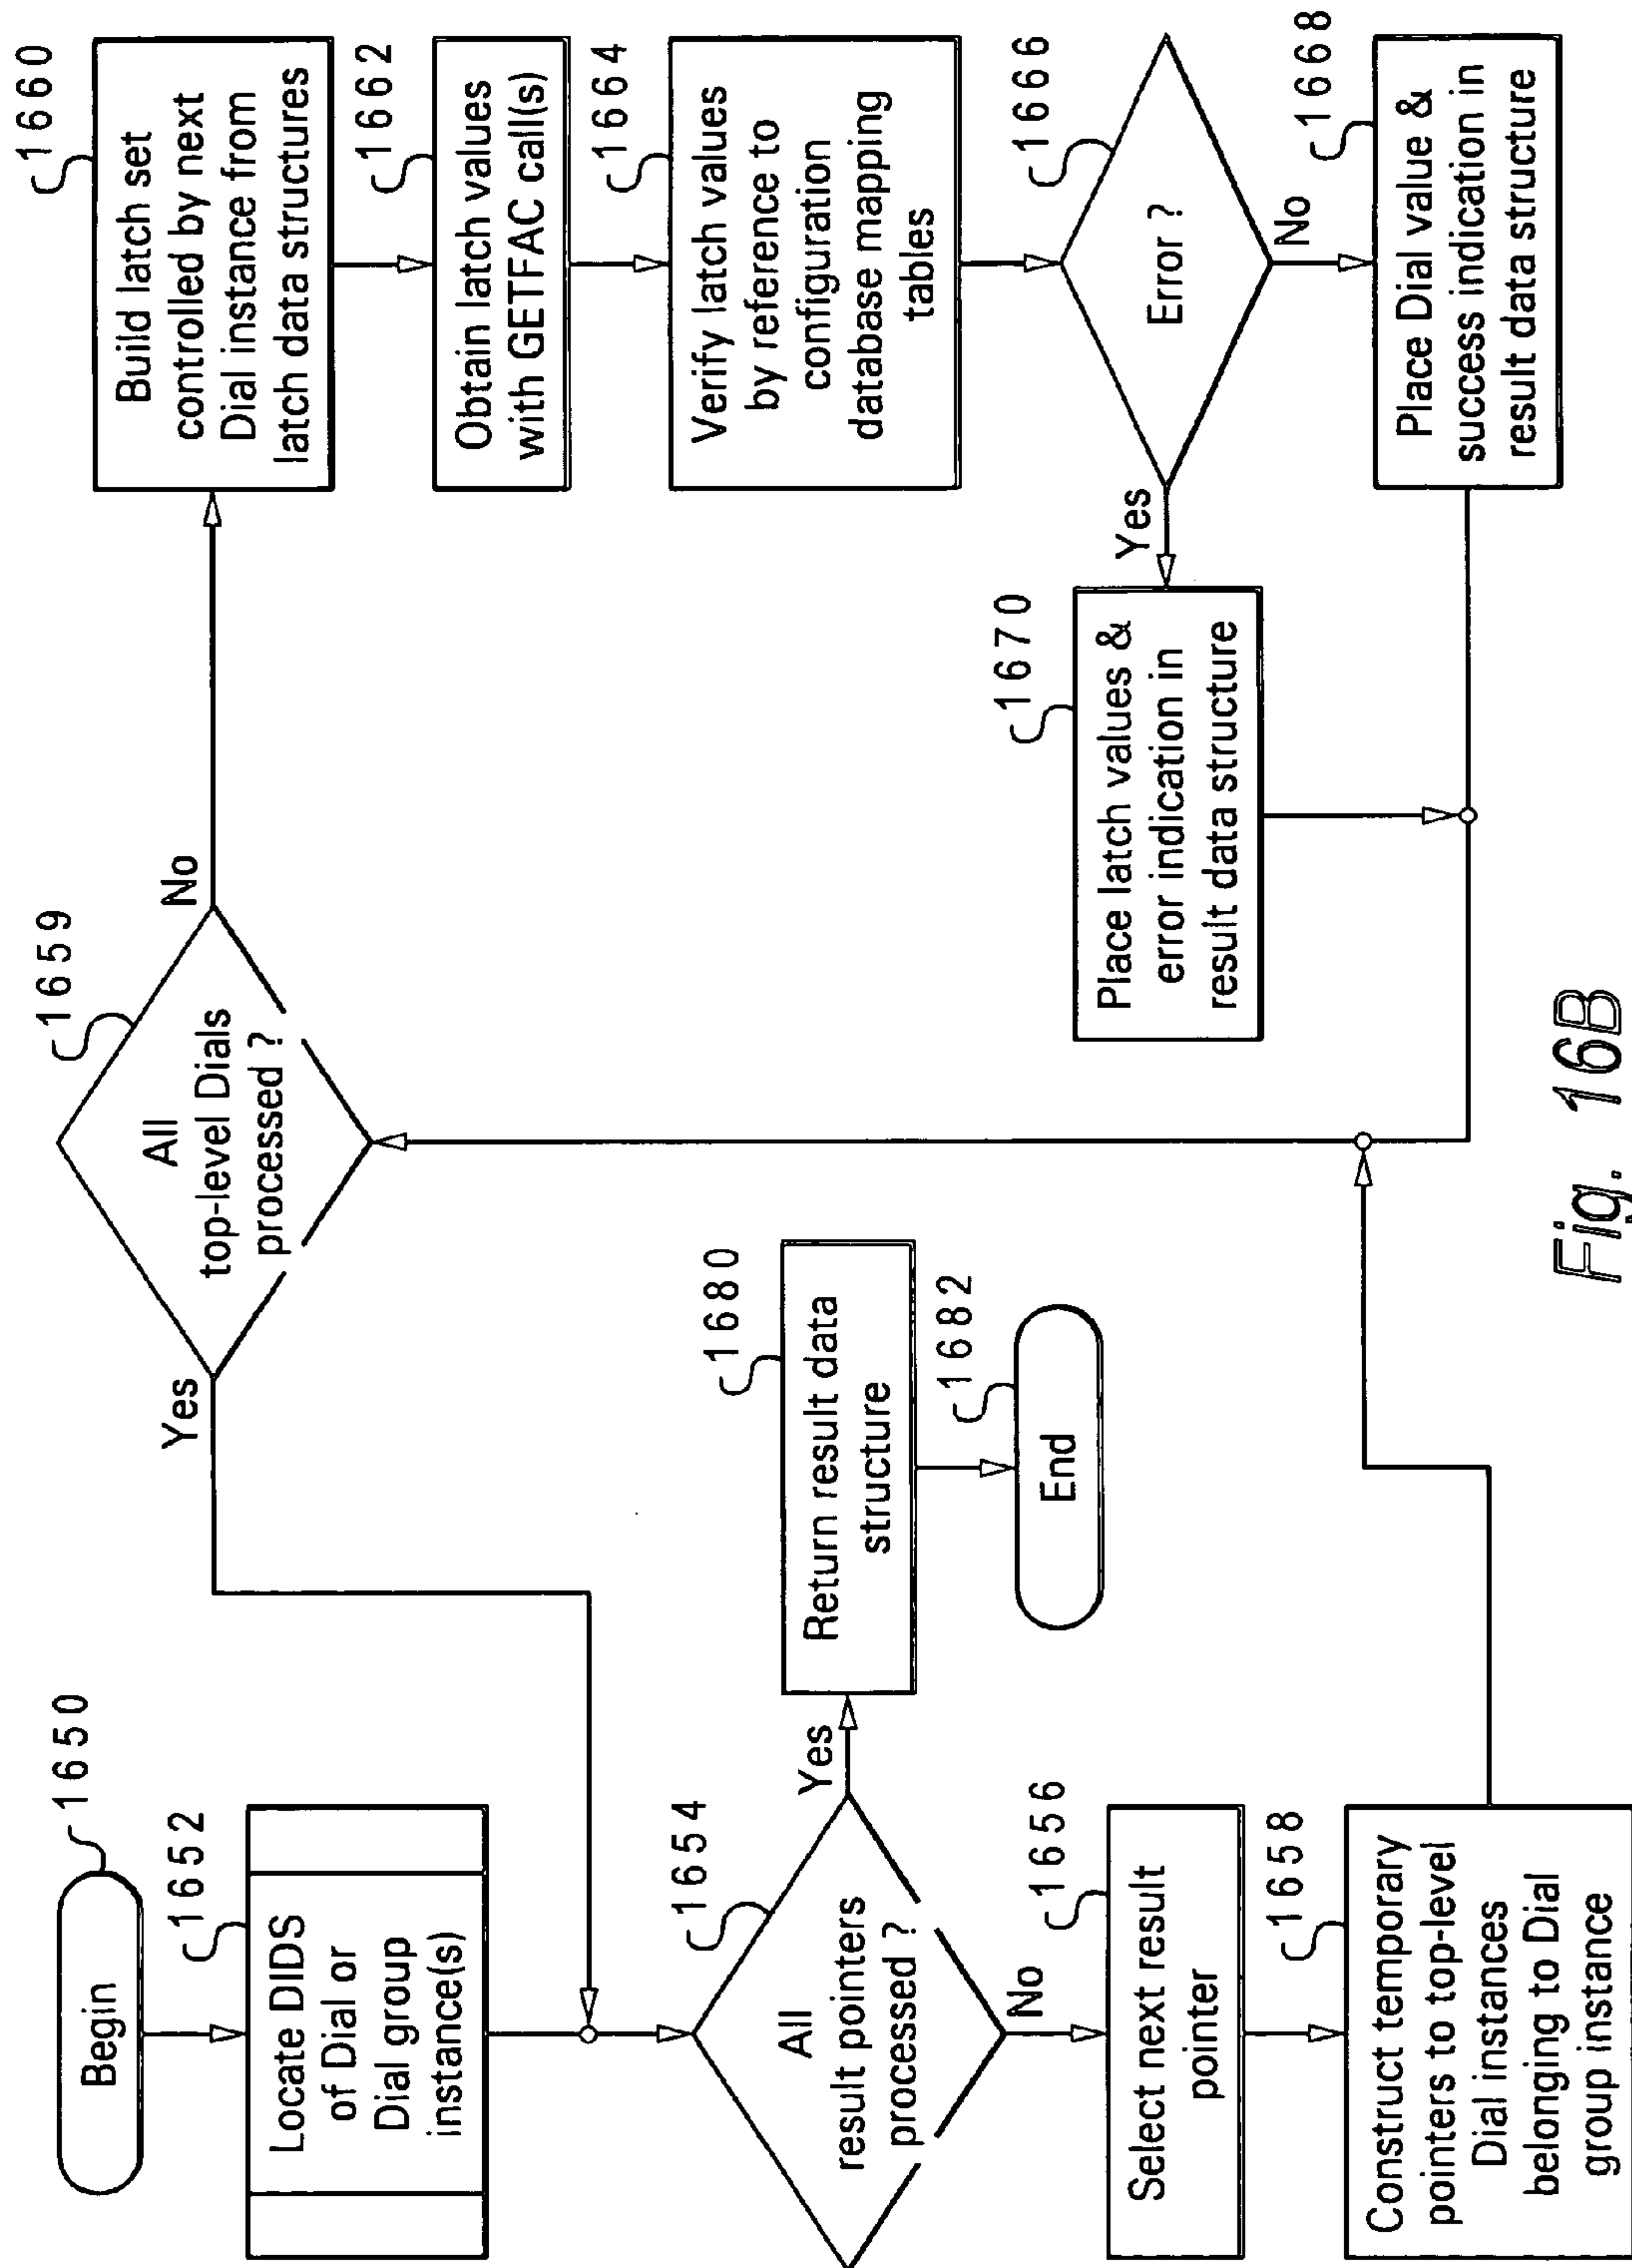 Begin
1650
Locate DIDS
of Dial or
Dial group
instance(s)
1652
All
result pointers
processed ?
1654
Yes
No
Select next result
pointer
1656
Construct temporary
pointers to top-level
Dial instances
belonging to Dial
group instance
1658
Return result data
structure
1680
End
1682
All
top-level Dials
processed ?
1659
Yes
No
Build latch set
controlled by next
Dial instance from
latch data structures
1660
Obtain latch values
with GETFAC call(s)
1662
Verify latch values
by reference to
configuration
database mapping
tables
1664
Error ?
1666
Yes
No
Place latch values &
error indication in
result data structure
1670
Place Dial value &
success indication in
result data structure
1668
Fig. 16B